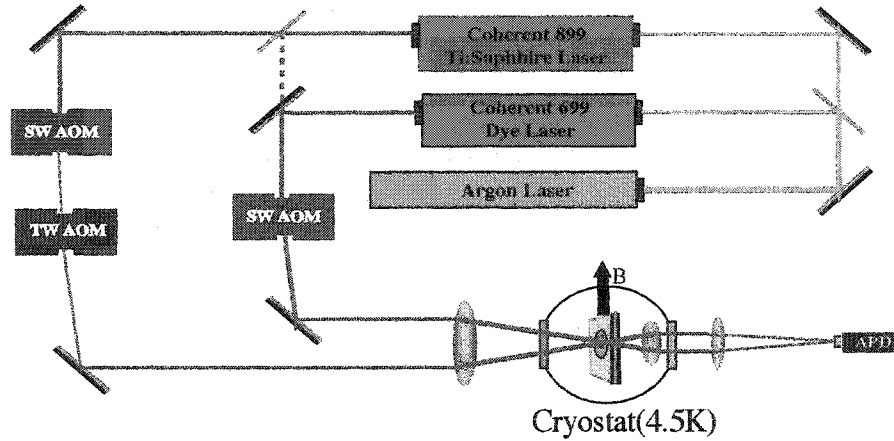 Coherent 899
Ti:Saphhire Laser
Coherent 699
Dye Laser
SW AOM
Argon Laser
SW AOM
TW AOM
B
APD
Cryostat(4.5K)